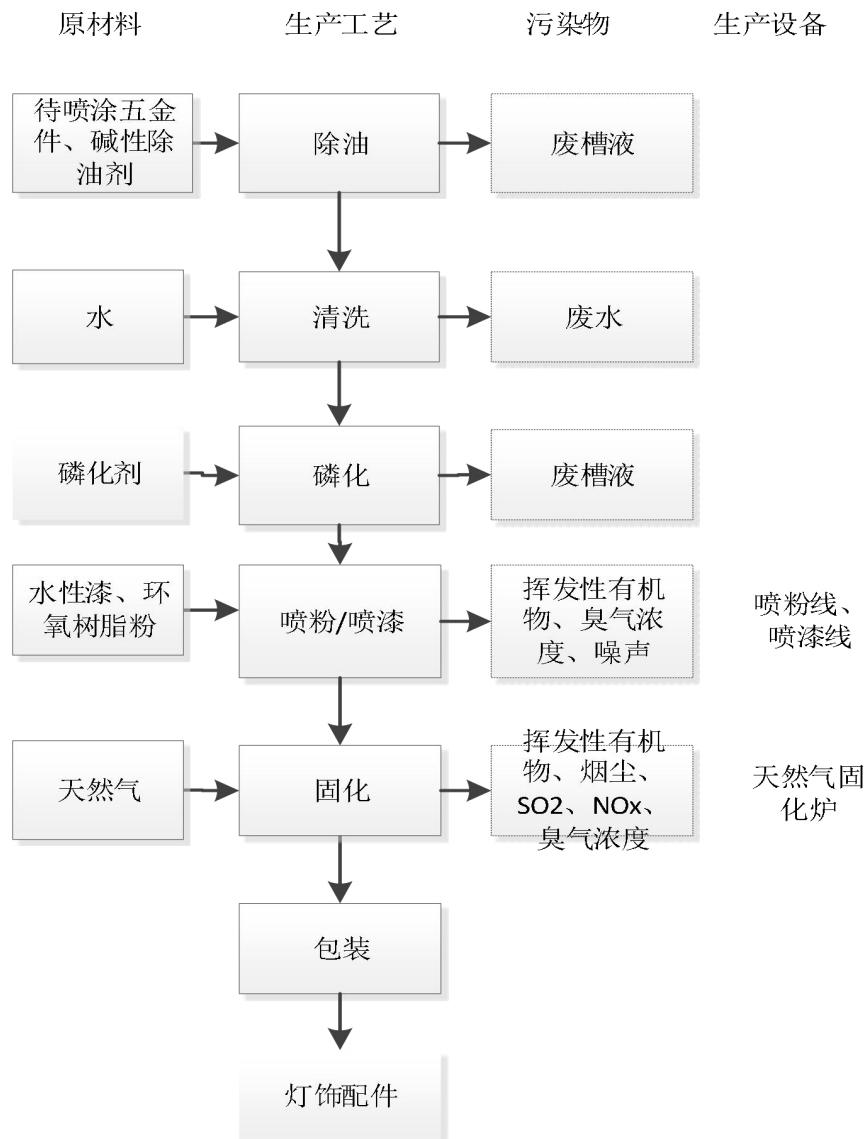 原材料
生产工艺
污染物
生产设备
待喷涂五金
件、碱性除
油剂
除油
废槽液
水
清洗
废水
磷化剂
磷化
废槽液
水性漆、环
氧树脂粉
喷粉/喷漆
挥发性有机
物、臭气浓
度、噪声
喷粉线、
喷漆线
天然气
固化
挥发性有机
物、烟尘、
SO2、NOx、
臭气浓度
天然气固
化炉
包装
灯饰配件